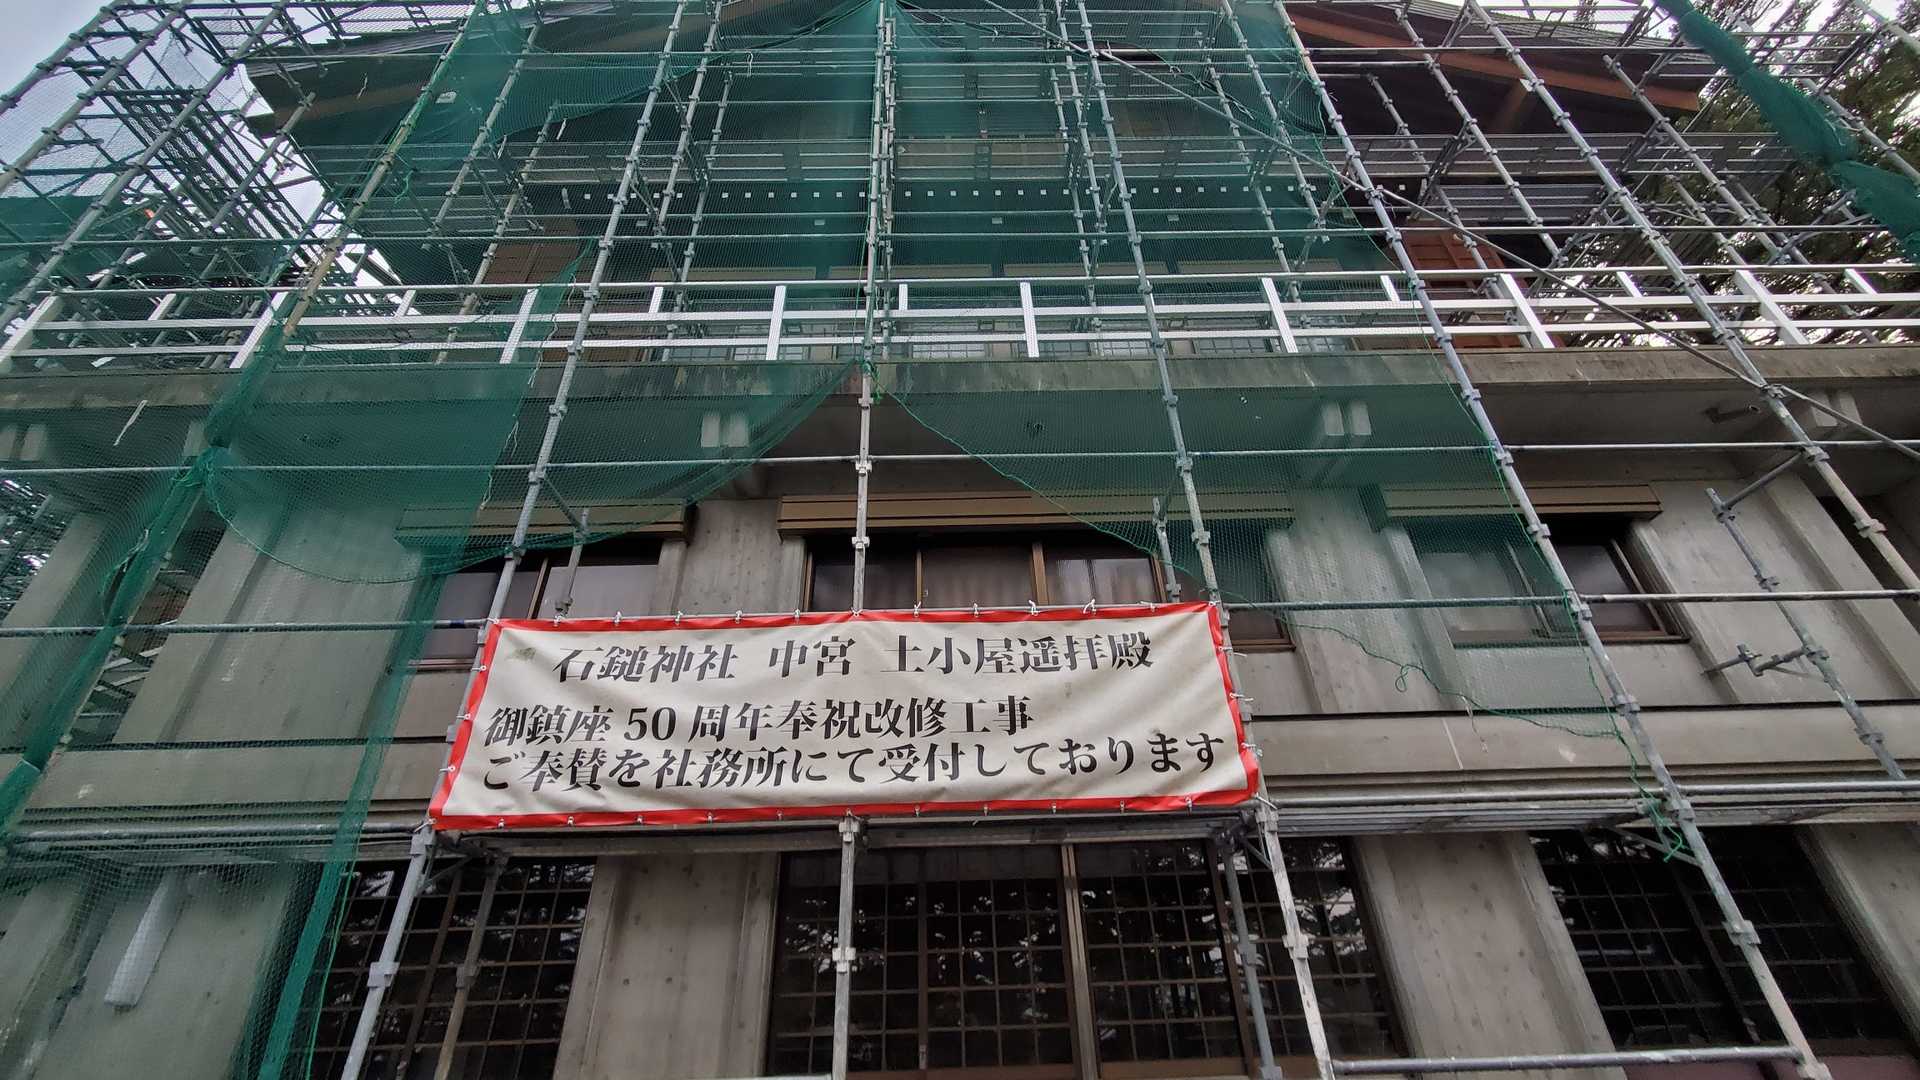 石鎚神社 中宮 土小屋遥拝殿
御鎮座50周年奉祝改修工事
ご奉賛を社務所にて受付しております